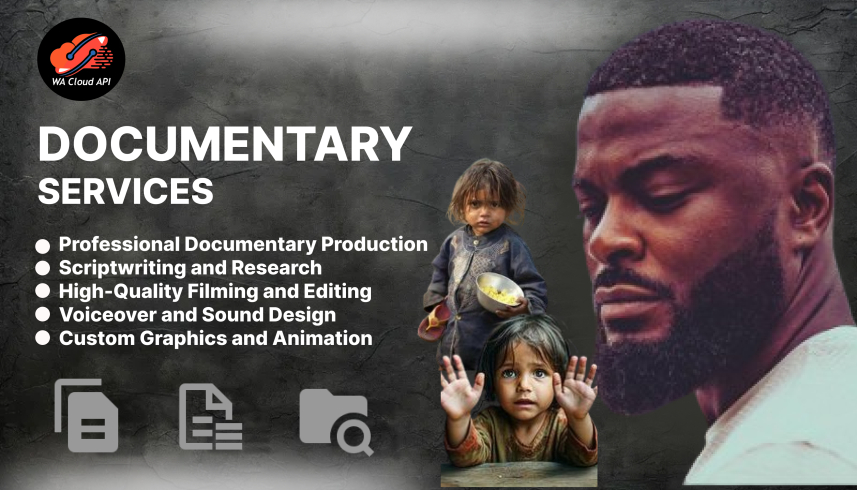 WA Cloud API
DOCUMENTARY
SERVICES
Professional Documentary Production
Scriptwriting and Research
High-Quality Filming and Editing
Voiceover and Sound Design
Custom Graphics and Animation